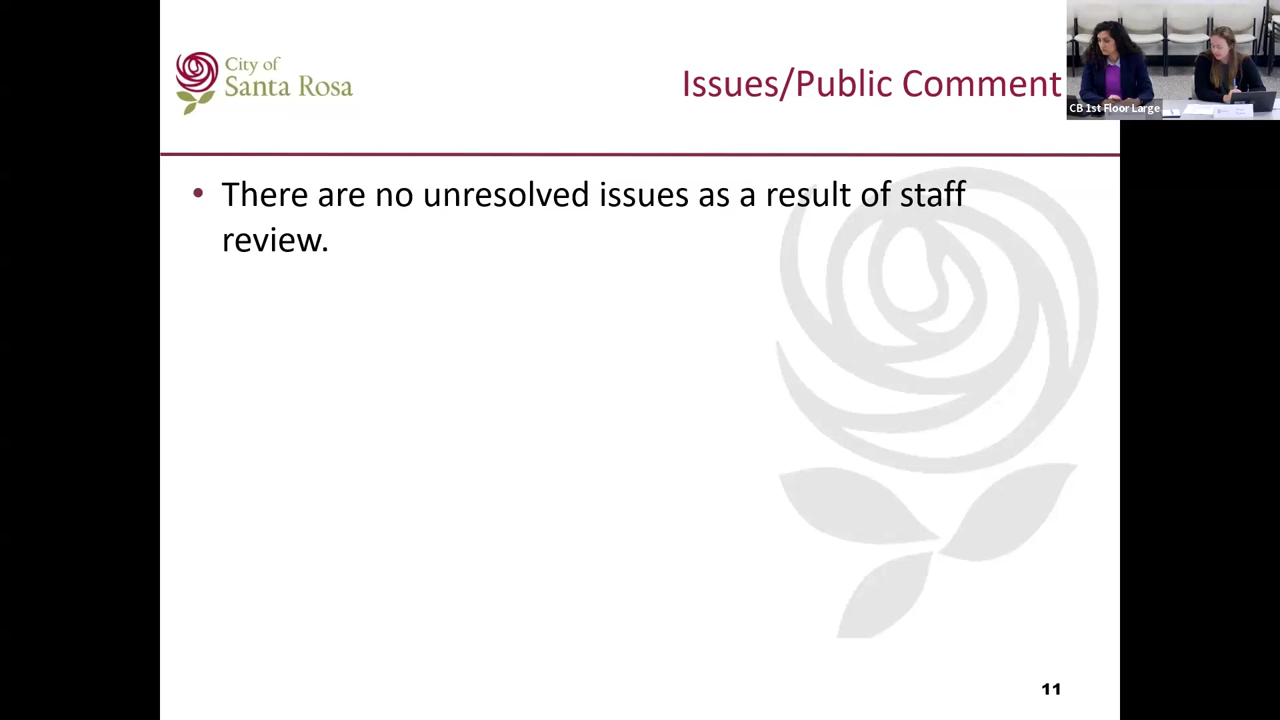 City of
Santa Rosa
Issues/Public Comment
CB 1st Floor Large
• There are no unresolved issues as a result of staff
review.
11